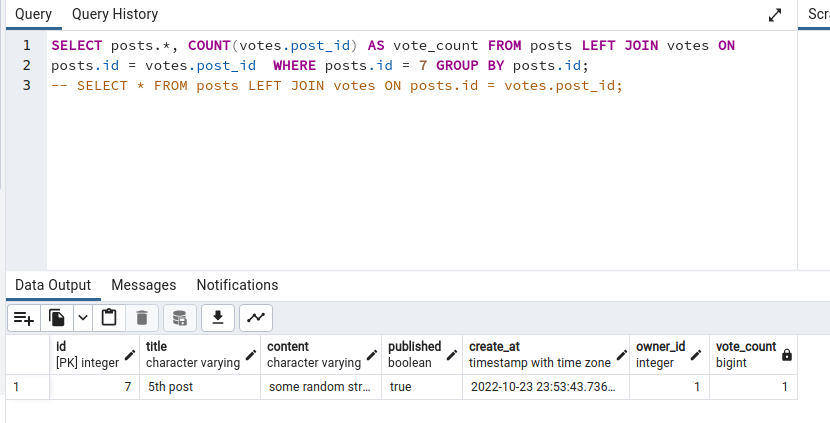 Query Query History
Scr
1 SELECT posts.*, COUNT(votes.post_id) AS vote_count FROM posts LEFT JOIN votes ON
2 posts.id = votes.post_id  WHERE posts.id = 7 GROUP BY posts.id;
3 -- SELECT * FROM posts LEFT JOIN votes ON posts.id = votes.post_id;
Data Output Messages Notifications
id title content published create_at owner_id vote_count
[PK] integer character varying character varying boolean timestamp with time zone integer bigint
1 7 5th post some random str... true 2022-10-23 23:53:43.736... 1 1